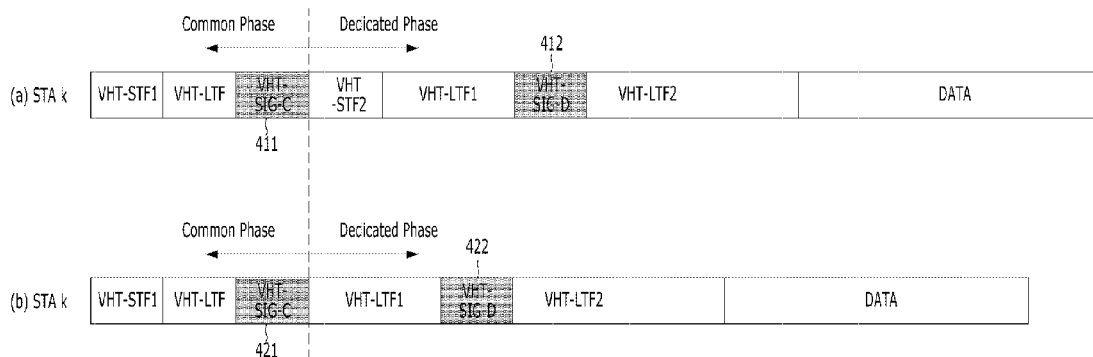 Common Phase Dedicated Phase
412
(a) STA k VHT-STF1 VHT-LTF VHT-SIG-C VHT-STF2 VHT-LTF1 VHT-SIG-D VHT-LTF2 DATA
411
Common Phase Dedicated Phase
422
(b) STA k VHT-STF1 VHT-LTF VHT-SIG-C VHT-LTF1 VHT-SIG-D VHT-LTF2 DATA
421